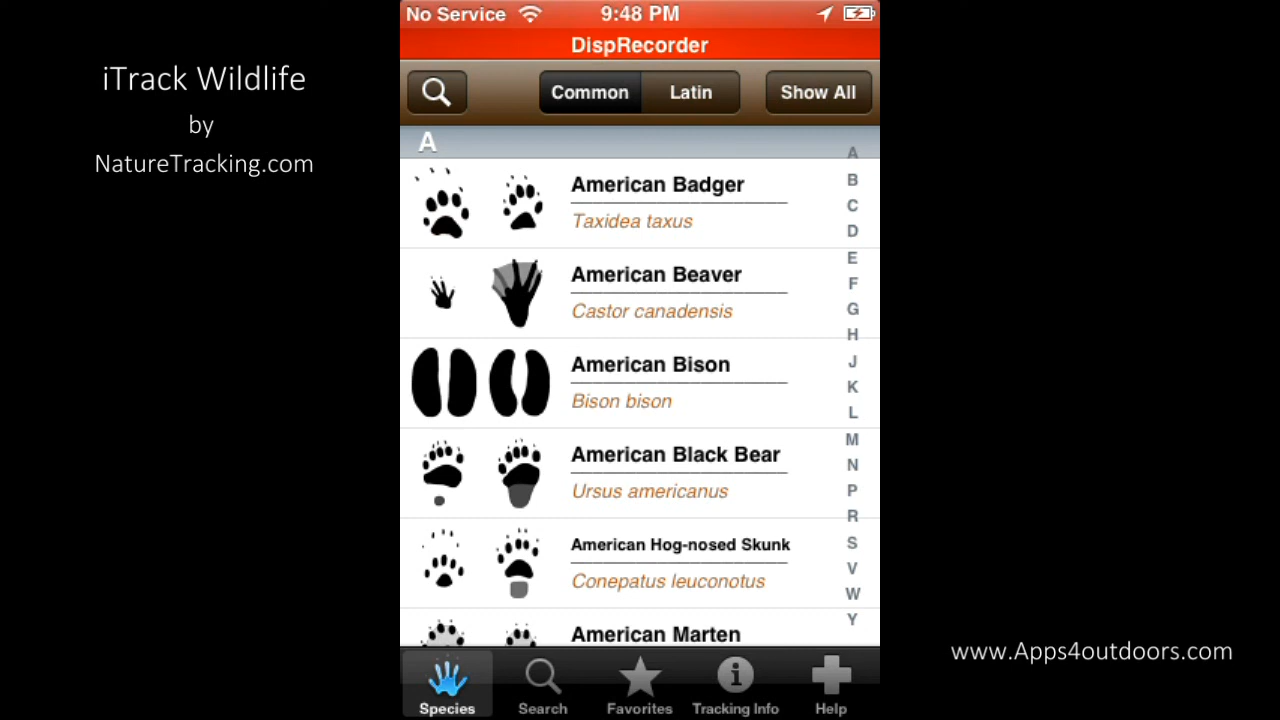 iTrack Wildlife
by
NatureTracking.com
No Service 9:48 PM
DispRecorder
Common Latin Show All
A
American Badger
Taxidea taxus
American Beaver
Castor canadensis
American Bison
Bison bison
American Black Bear
Ursus americanus
American Hog-nosed Skunk
Conepatus leuconotus
American Marten
A
B
C
D
E
F
G
H
J
K
L
M
N
P
R
S
V
W
Y
Species Search Favorites Tracking Info Help
www.Apps4outdoors.com